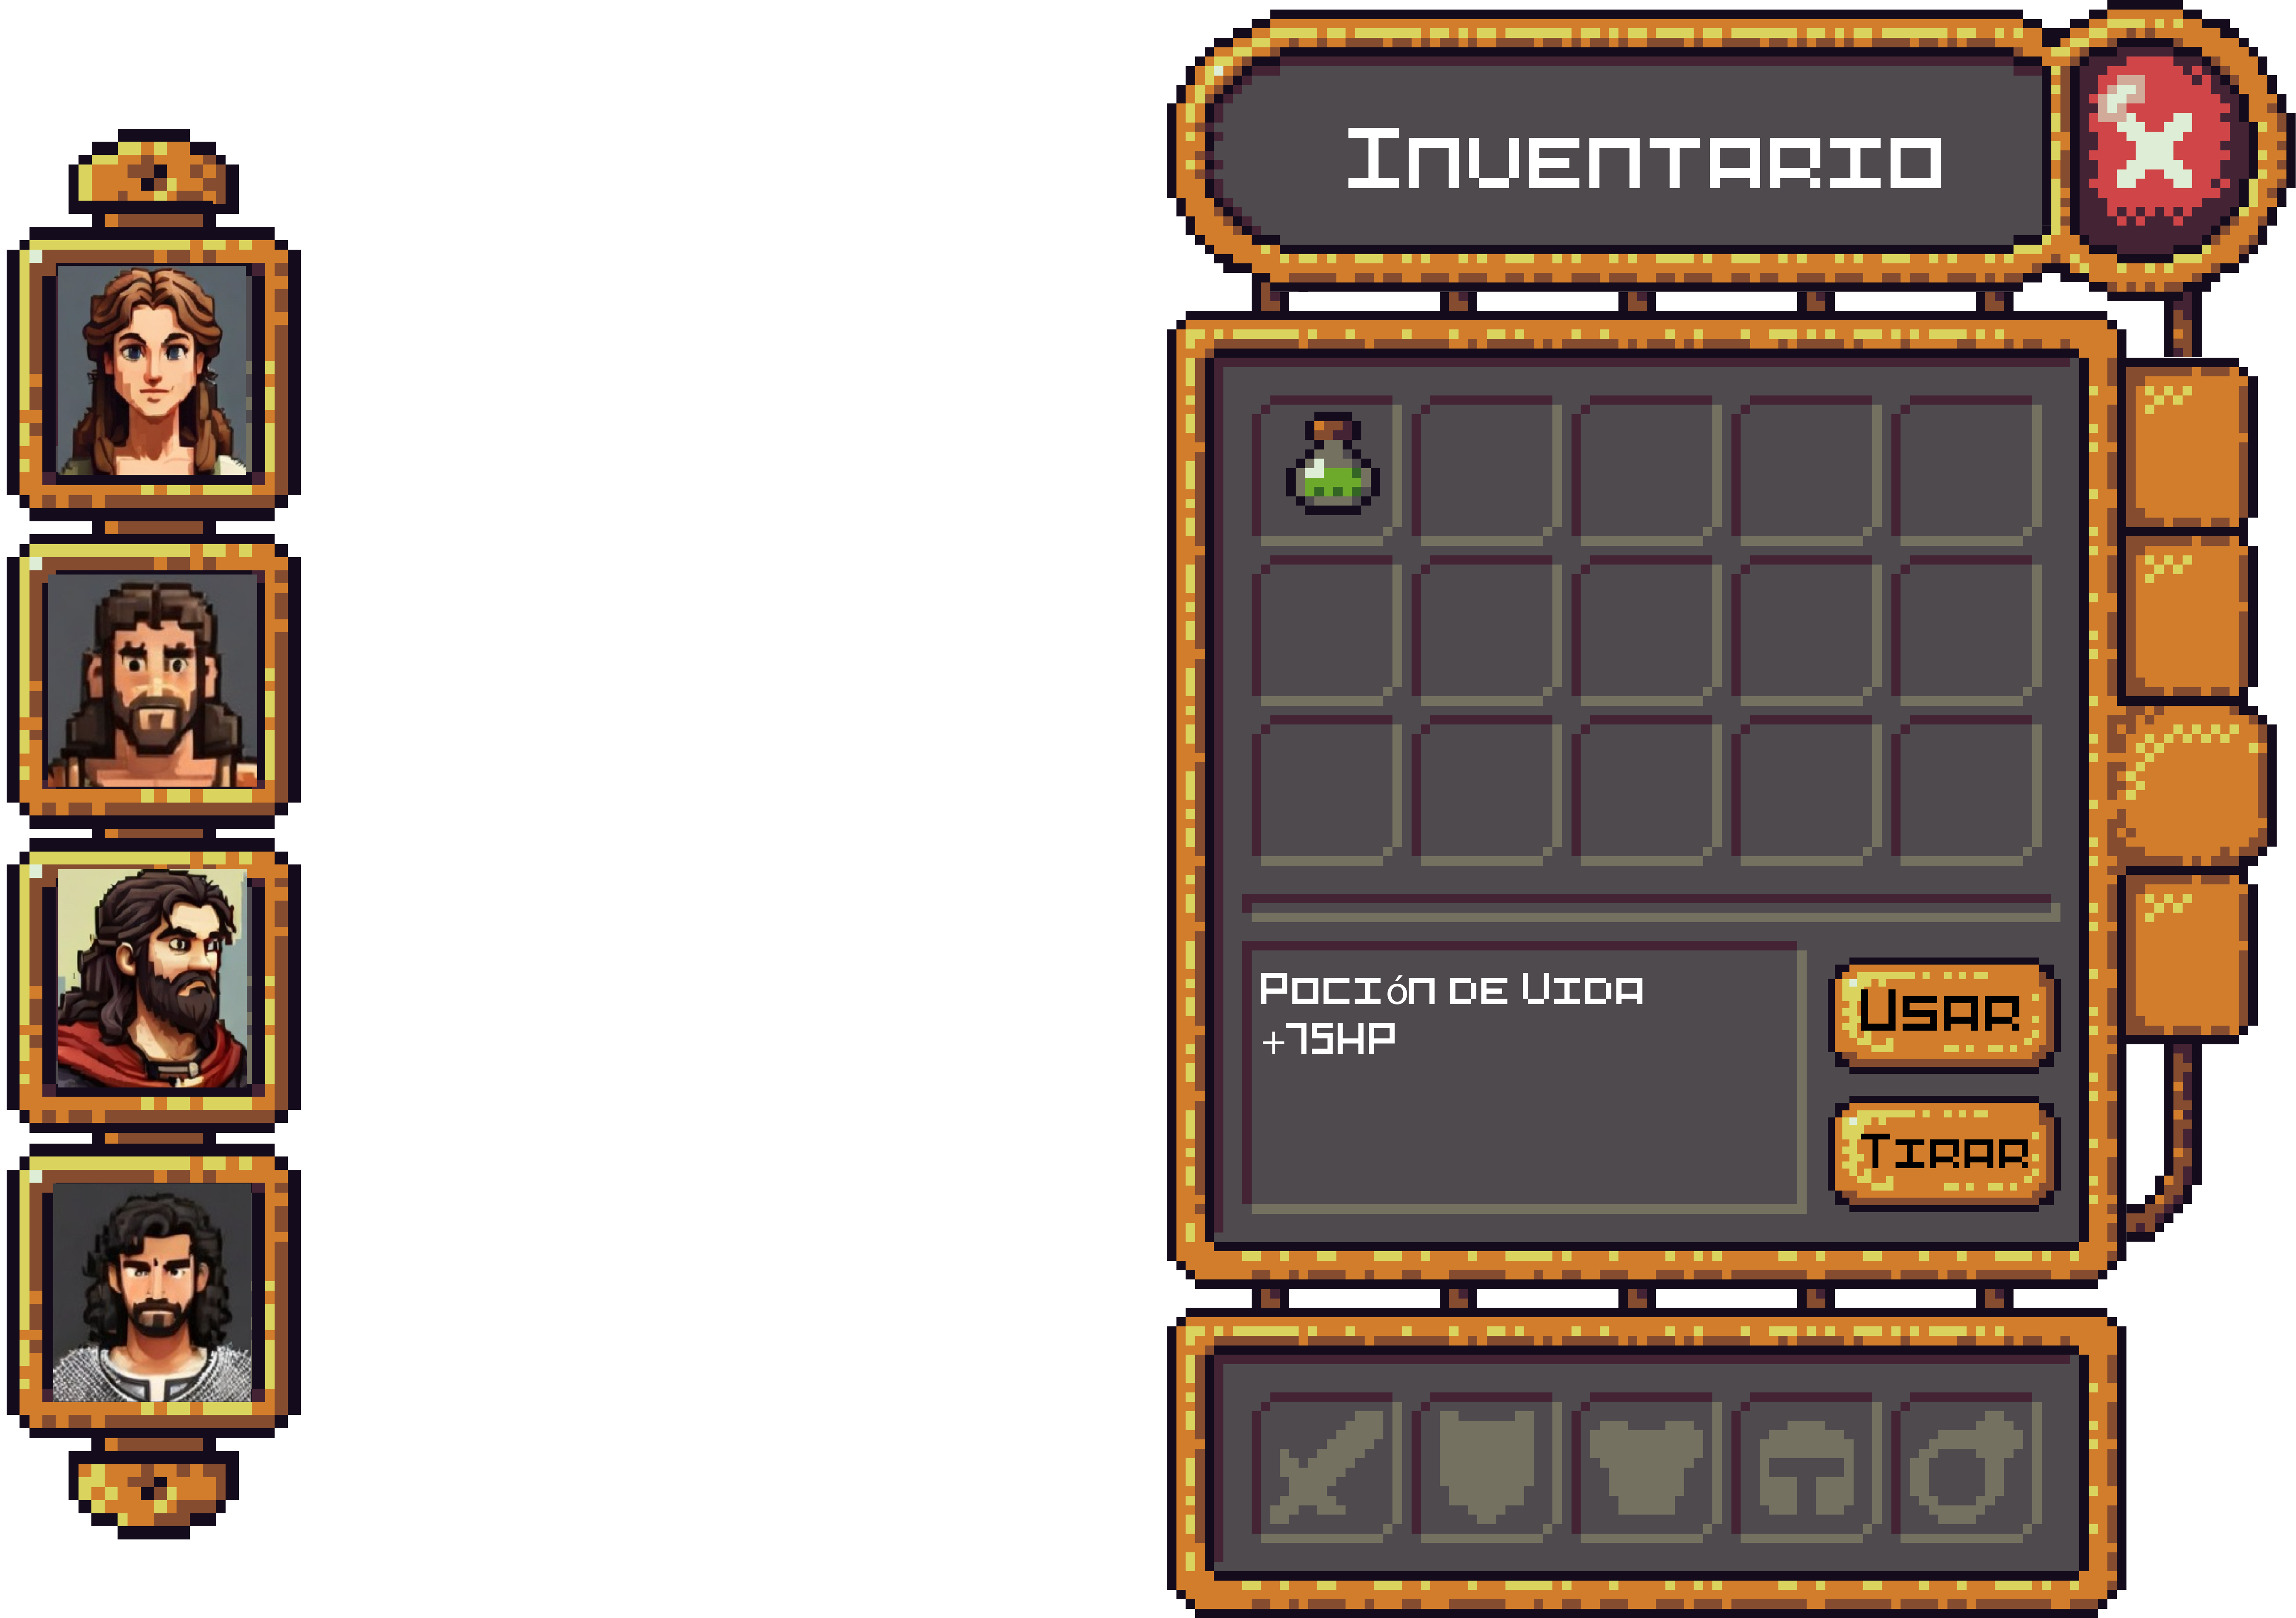 Inventario
Poción de Vida
+75HP
Usar
Tirar